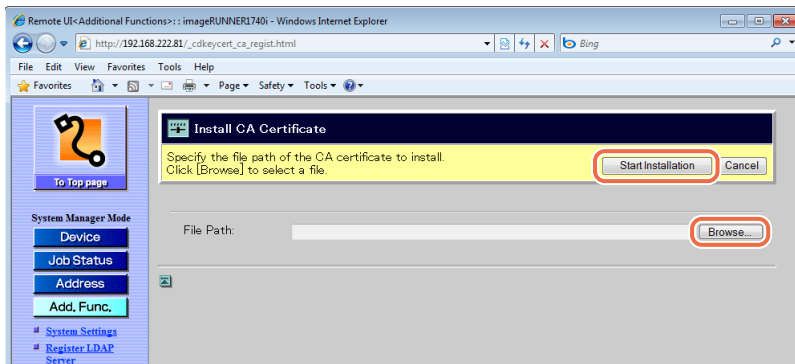 Remote UI<Additional Functions>: : imageRUNNER1740i - Windows Internet Explorer
http://192.168.222.81/_cdkeycert_ca_regist.html
Bing
File Edit View Favorites Tools Help
Favorites Page Safety Tools
Install CA Certificate
Specify the file path of the CA certificate to install.
Click [Browse] to select a file.
Start Installation Cancel
To Top page
System Manager Mode
File Path: Browse...
Device
Job Status
Address
Add. Func.
System Settings
Register LDAP
Server